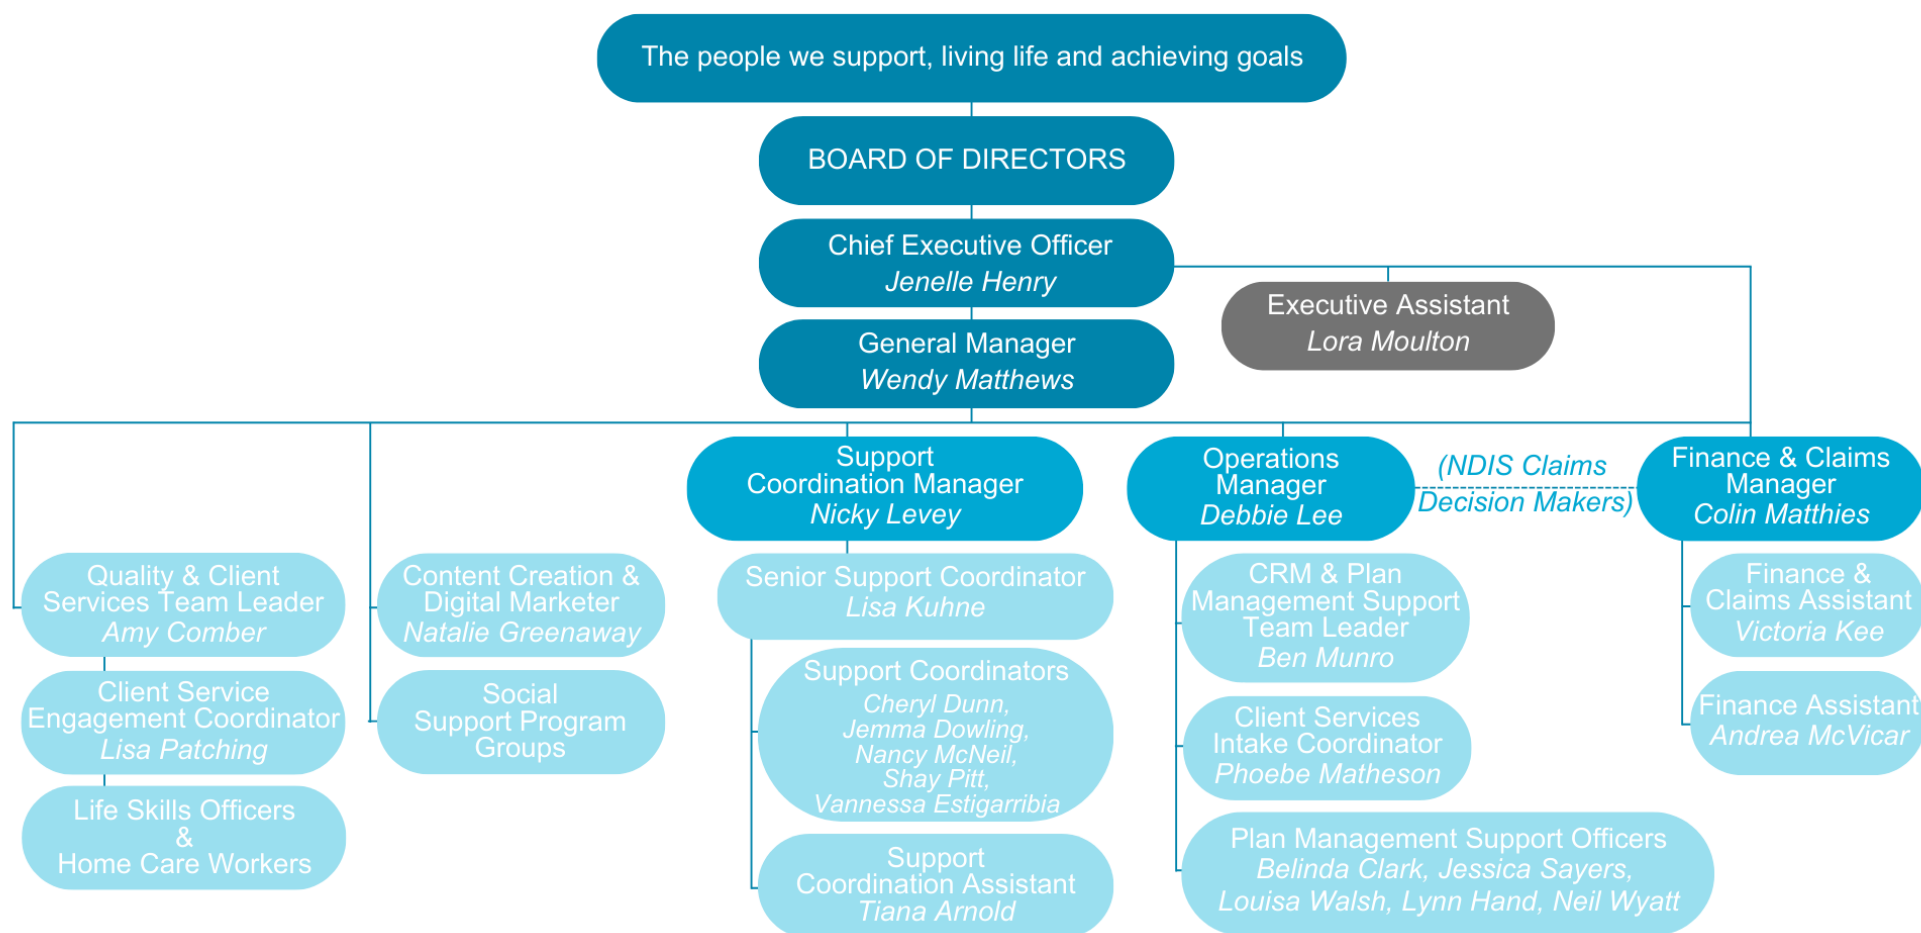 The people we support, living life and achieving goals
BOARD OF DIRECTORS
Chief Executive Officer
Jenelle Henry
Executive Assistant
Lora Moulton
General Manager
Wendy Matthews
Support
Coordination Manager
Nicky Levey
Operations
Manager
Debbie Lee
(NDIS Claims
Decision Makers)
Finance & Claims
Manager
Colin Matthies
Quality & Client
Services Team Leader
Amy Comber
Client Service
Engagement Coordinator
Lisa Patching
Life Skills Officers
&
Home Care Workers
Content Creation &
Digital Marketer
Natalie Greenaway
Social
Support Program
Groups
Senior Support Coordinator
Lisa Kuhne
Support Coordinators
Cheryl Dunn,
Jemma Dowling,
Nancy McNeil,
Shay Pitt,
Vannessa Estigarribia
Support
Coordination Assistant
Tiana Arnold
CRM & Plan
Management Support
Team Leader
Ben Munro
Client Services
Intake Coordinator
Phoebe Matheson
Plan Management Support Officers
Belinda Clark, Jessica Sayers,
Louisa Walsh, Lynn Hand, Neil Wyatt
Finance &
Claims Assistant
Victoria Kee
Finance Assistant
Andrea McVicar